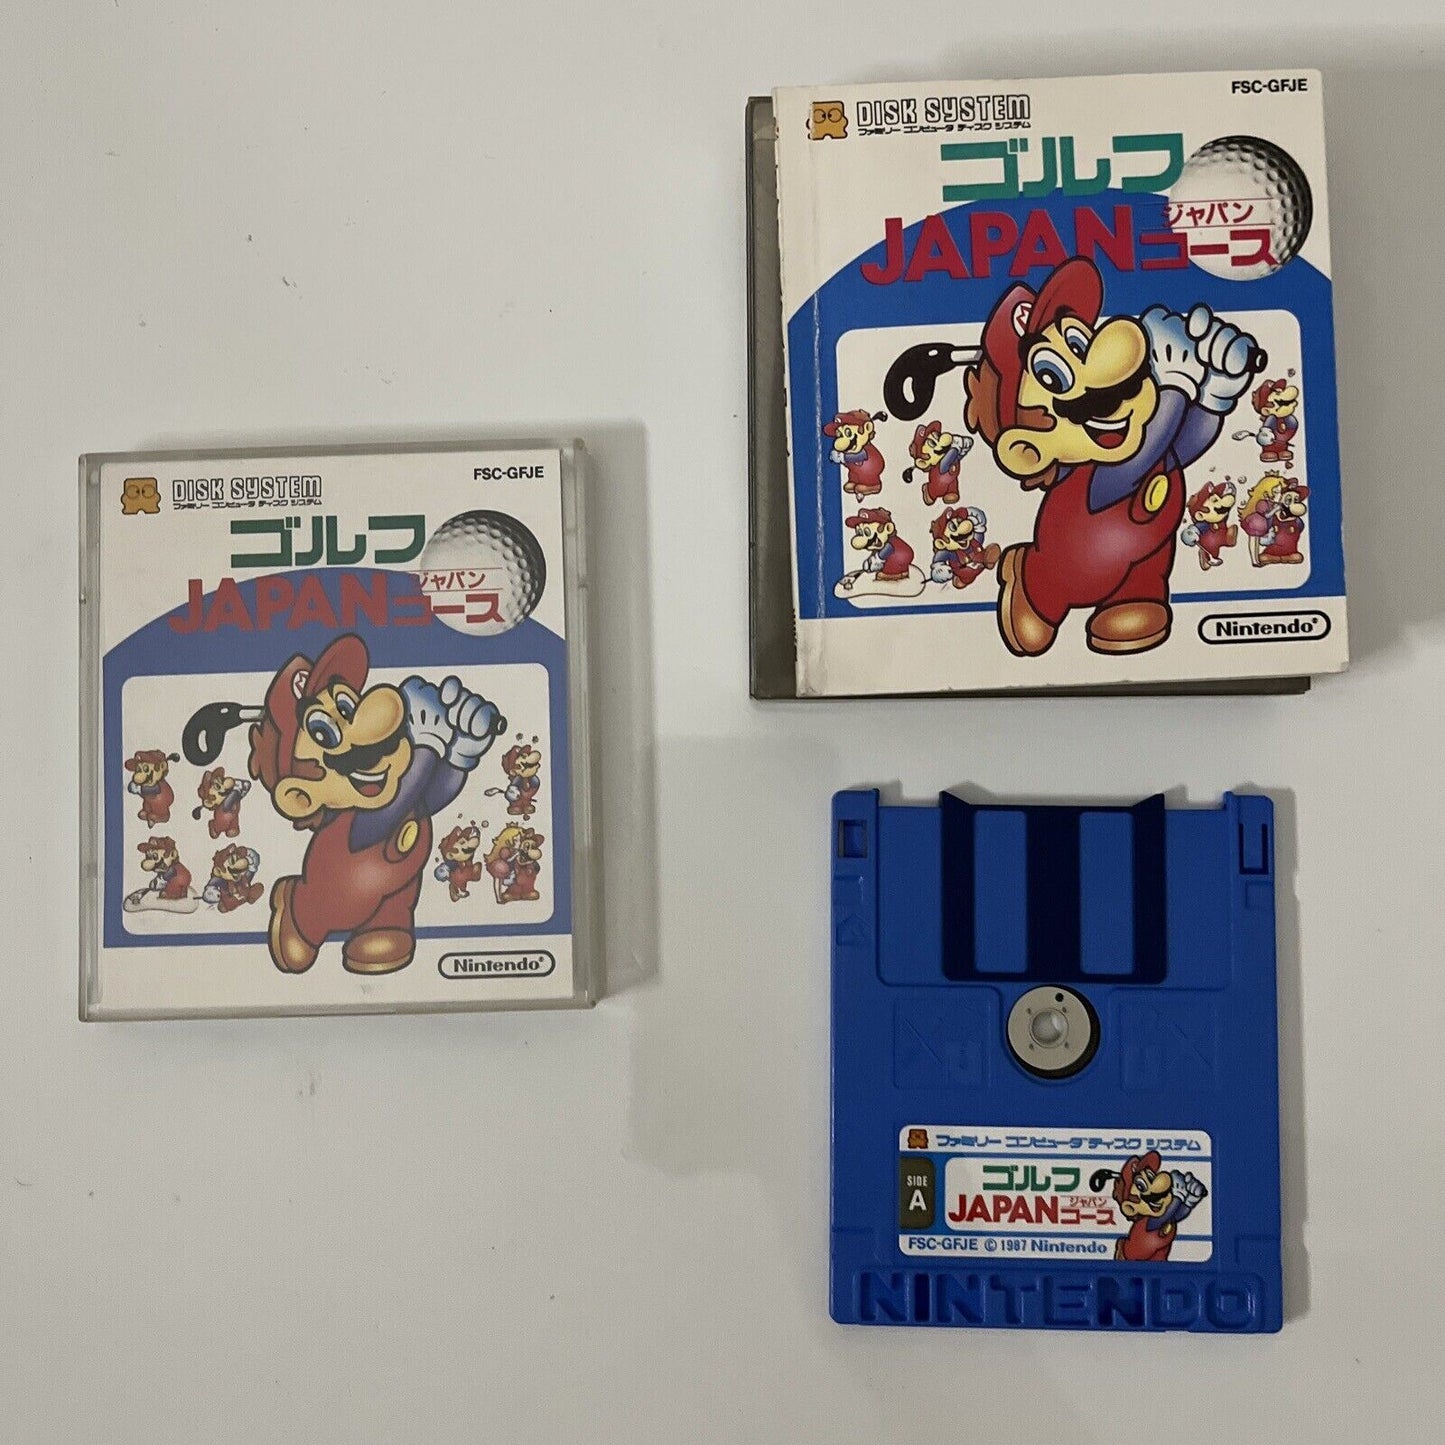 DISK SYSTEM
ファミリー コンピュータ ディスク システム
FSC-GFJE
ゴルフ
JAPAN
ジャパン
コース
M
Nintendo®
DISK SYSTEM
ファミリー コンピュータ ディスク システム
FSC-GFJE
ゴルフ
JAPAN
ジャパン
コース
M
Nintendo®
ファミリー コンピュータ ディスク システム
SIDE
A
ゴルフ
JAPAN
ジャパン
コース
FSC-GFJE © 1987 Nintendo
NINTENDO